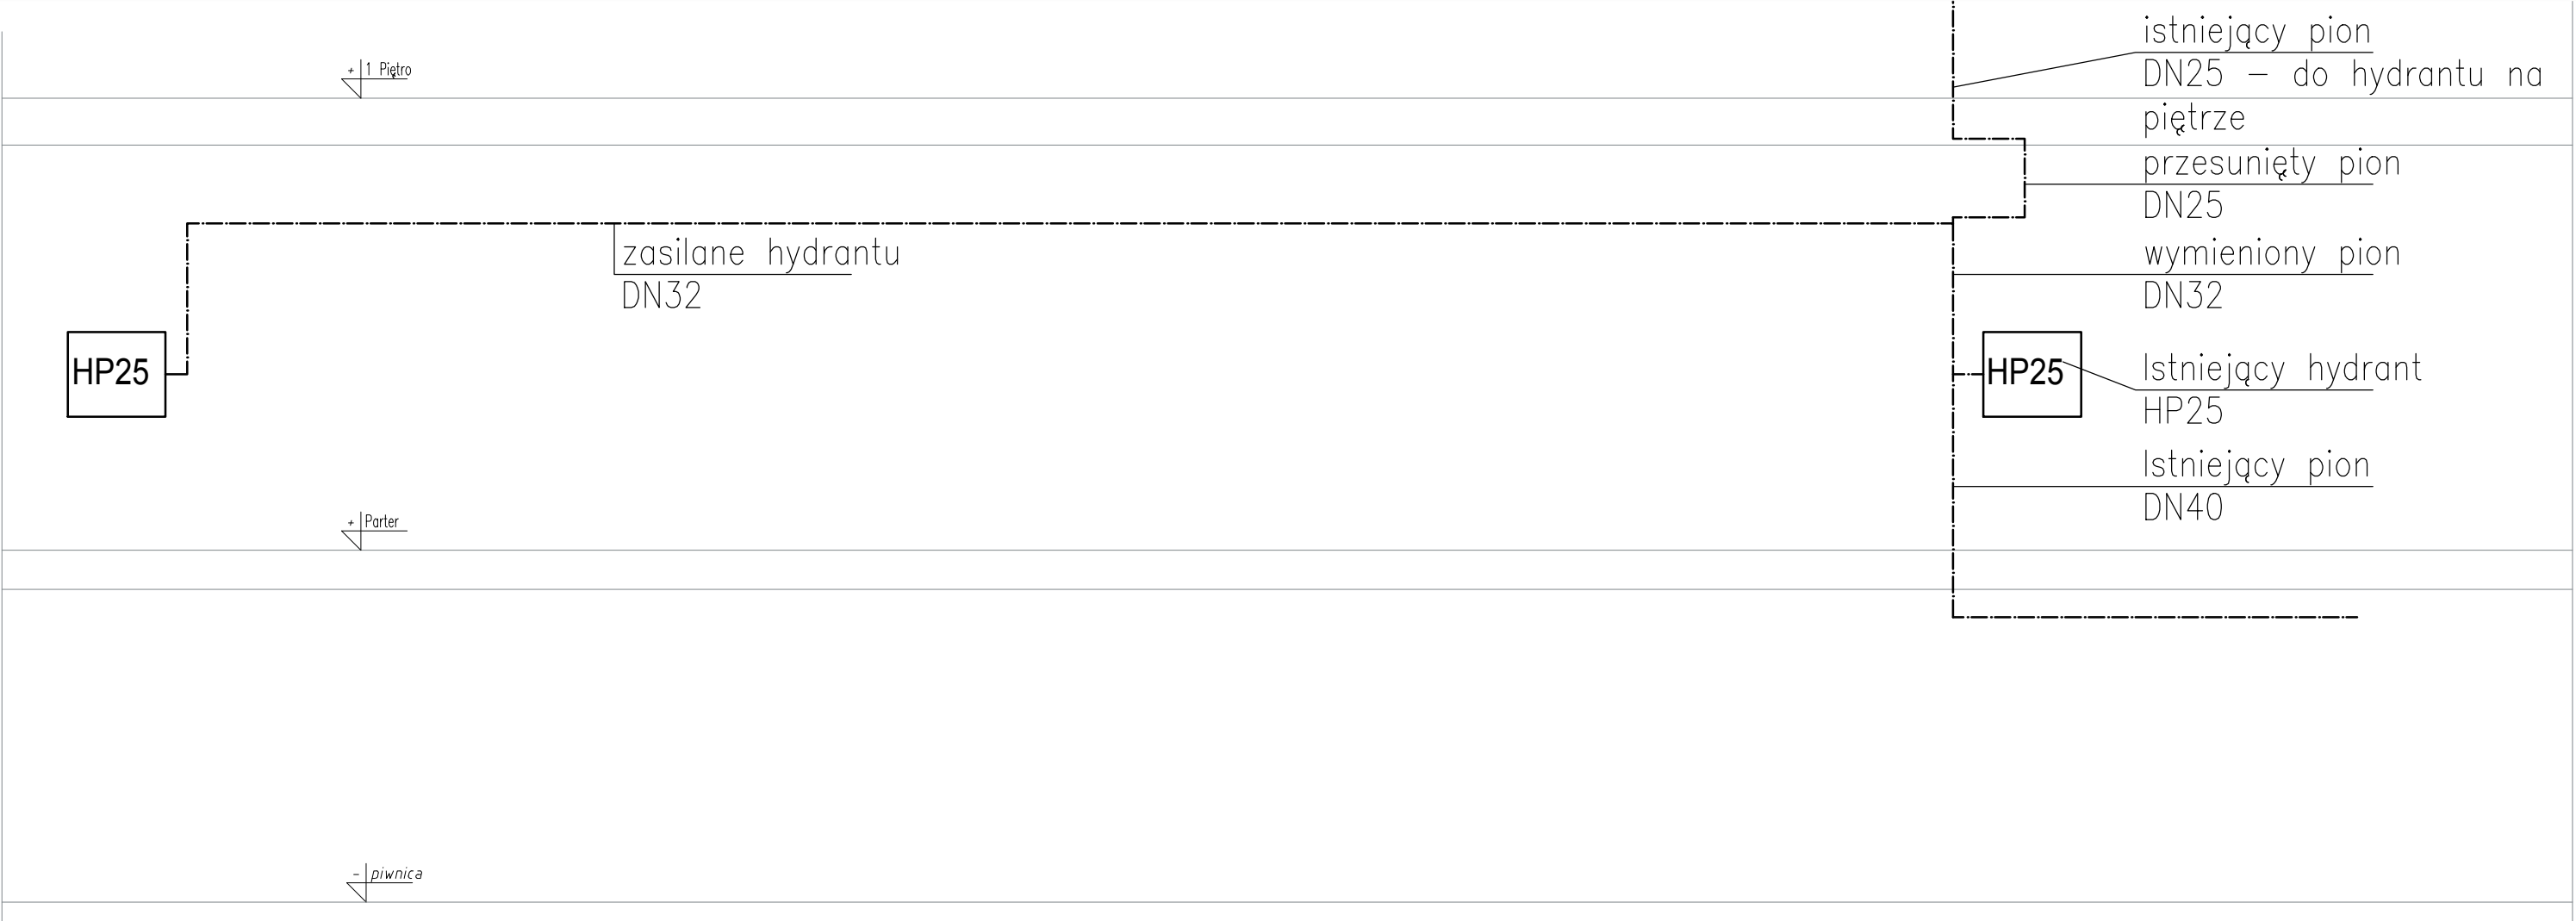 istniejący pion
DN25 – do hydrantu na
piętrze
+ 1 Piętro
przesunięty pion
DN25
zasilane hydrantu
DN32
wymieniony pion
DN32
HP25
HP25
Istniejący hydrant
HP25
Istniejący pion
DN40
+ Parter
- piwnica